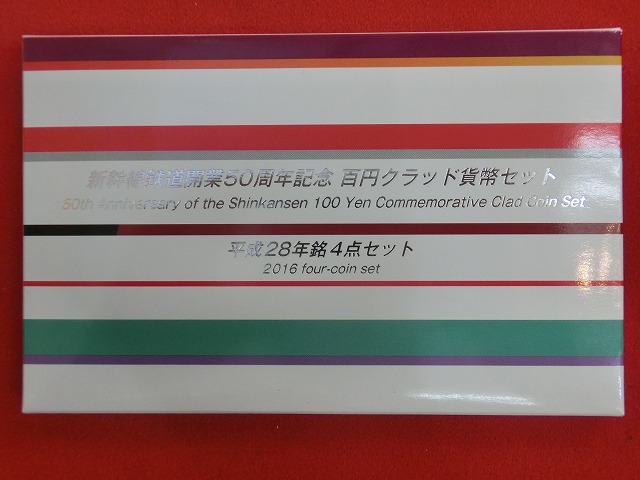 新幹線鉄道開業50周年記念 百円クラッド貨幣セット
50th Anniversary of the Shinkansen 100 Yen Commemorative Clad Coin Set
平成28年銘4点セット
2016 four-coin set